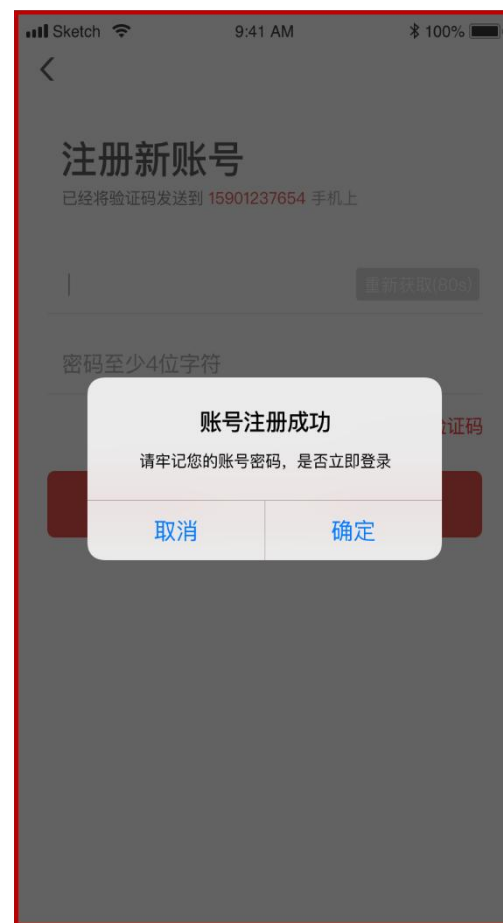 Sketch 9:41 AM 100%
注册新账号
已经将验证码发送到 15901237654 手机上
重新获取(80s)
密码至少4位字符
验证码
账号注册成功
请牢记您的账号密码，是否立即登录
取消 确定